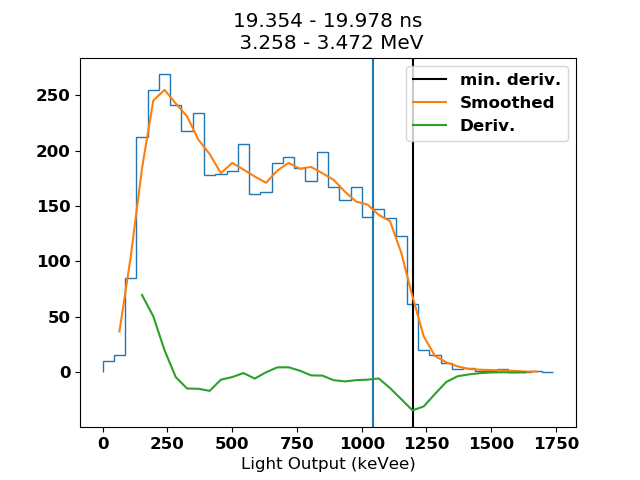 19.354 - 19.978 ns
3.258 - 3.472 MeV
min. deriv.
Smoothed
Deriv.
250
200
150
100
50
0
0 250 500 750 1000 1250 1500 1750
Light Output (keVee)